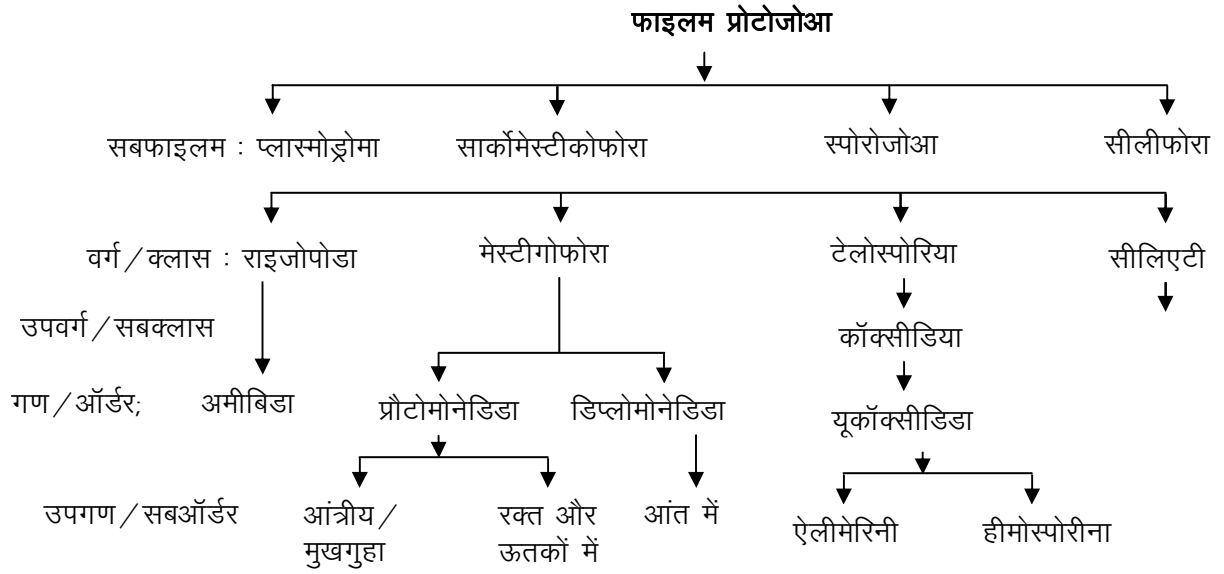 फाइलम प्रोटोजोआ
सबफाइलम : प्लास्मोड्रोमा सार्कोमेस्टीकोफोरा स्पोरोजोआ सीलीफोरा
वर्ग/क्लास : राइजोपोडा मेस्टीगोफोरा टेलोस्पोरिया सीलिएटी
उपवर्ग/सबक्लास कॉक्सीडिया
गण/ऑर्डर; अमीबिडा प्रौटोमोनेडिडा डिप्लोमोनेडिडा यूकॉक्सीडिडा
उपगण/सबऑर्डर आंत्रीय/ रक्त और आंत में ऐलीमेरिनी हीमोस्पोरीना
मुखगुहा ऊतकों में